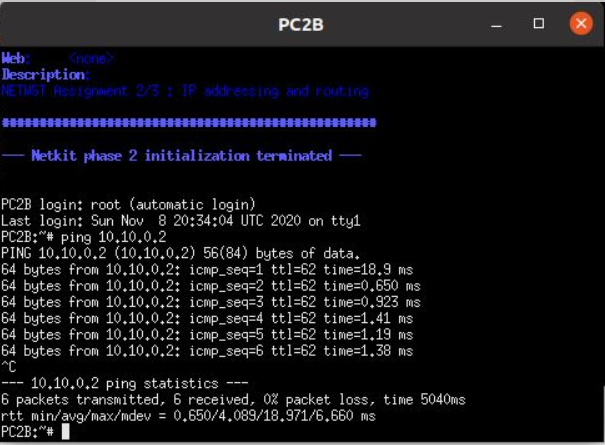 PC2B
Web: <none>
Description:
NETWST Assignment 2/3 : IP addressing and routing
##################################################
--- Netkit phase 2 initialization terminated ---
PC2B login: root (automatic login)
Last login: Sun Nov  8 20:34:04 UTC 2020 on tty1
PC2B:~# ping 10.10.0.2
PING 10.10.0.2 (10.10.0.2) 56(84) bytes of data.
64 bytes from 10.10.0.2: icmp_seq=1 ttl=62 time=18.9 ms
64 bytes from 10.10.0.2: icmp_seq=2 ttl=62 time=0.650 ms
64 bytes from 10.10.0.2: icmp_seq=3 ttl=62 time=0.923 ms
64 bytes from 10.10.0.2: icmp_seq=4 ttl=62 time=1.41 ms
64 bytes from 10.10.0.2: icmp_seq=5 ttl=62 time=1.19 ms
64 bytes from 10.10.0.2: icmp_seq=6 ttl=62 time=1.38 ms
^C
--- 10.10.0.2 ping statistics ---
6 packets transmitted, 6 received, 0% packet loss, time 5040ms
rtt min/avg/max/mdev = 0.650/4.089/18.971/6.660 ms
PC2B:~#